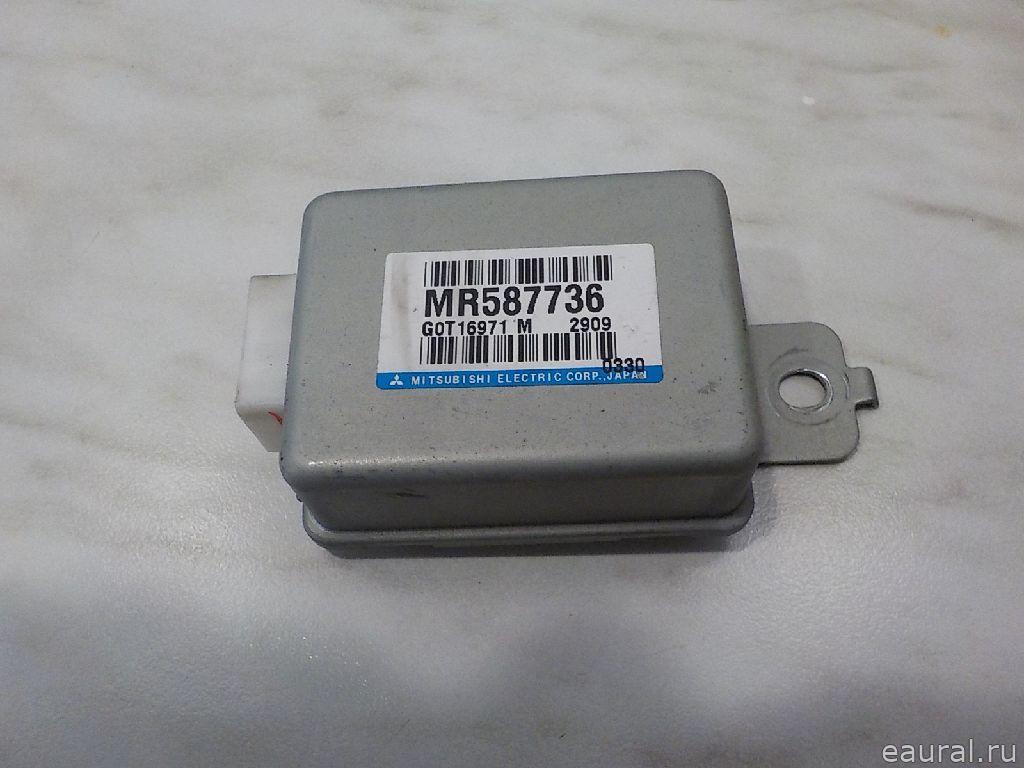 MR587736
G0T16971 M 2909
0330
MITSUBISHI ELECTRIC CORP.,JAPAN
eaural.ru